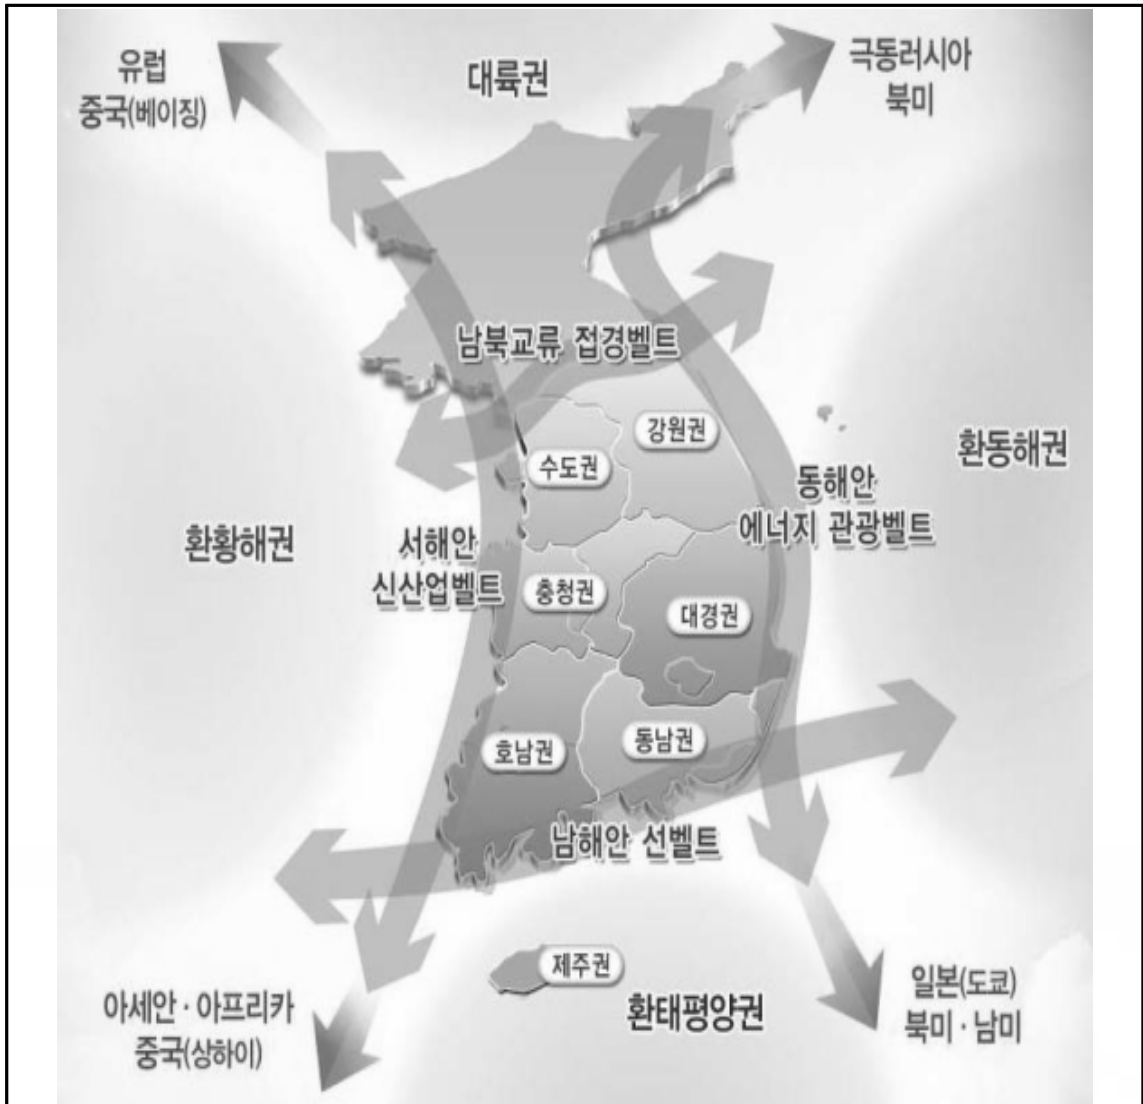 유럽
중국(베이징)
대륙권
극동러시아
북미
남북교류 접경벨트
강원권
수도권
환동해권
동해안
에너지 관광벨트
환황해권
서해안
신산업벨트
충청권
대경권
호남권
동남권
남해안 선벨트
제주권
환태평양권
아세안·아프리카
중국(상하이)
일본(도쿄)
북미·남미